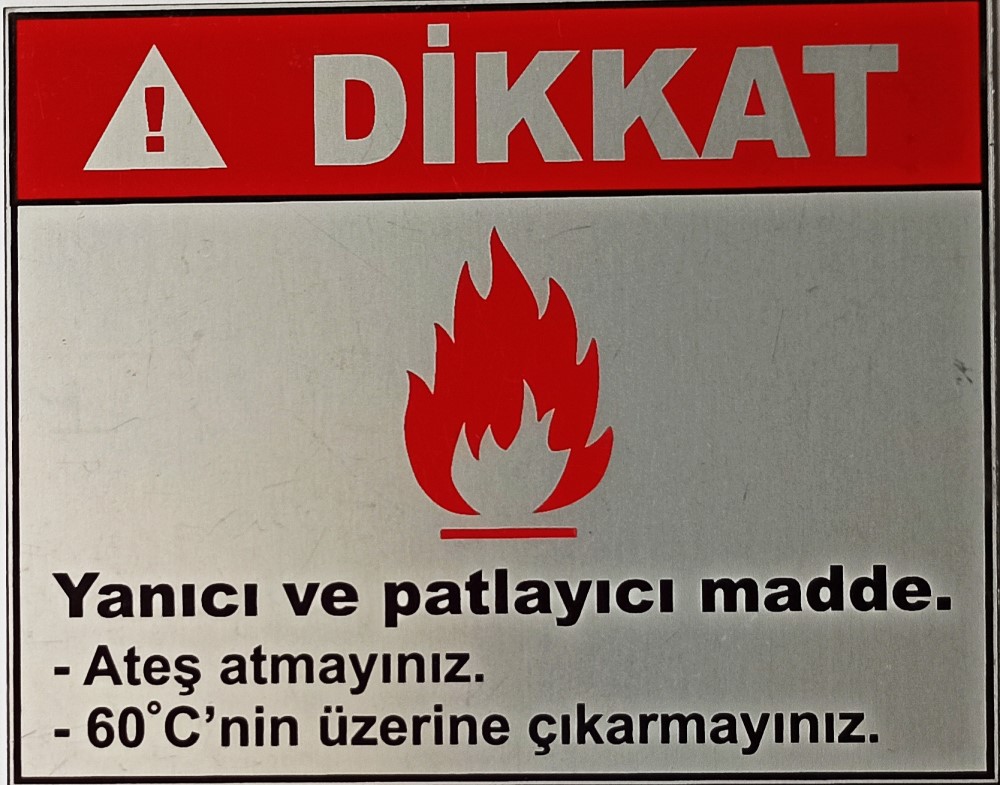 DİKKAT
Yanıcı ve patlayıcı madde.
- Ateş atmayınız.
- 60°C'nin üzerine çıkarmayınız.